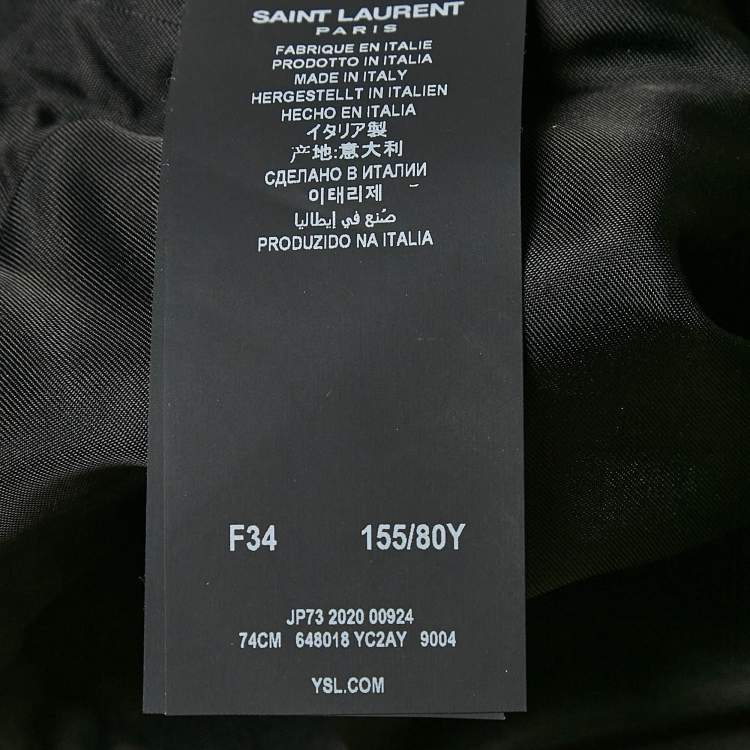 SAINT LAURENT
PARIS
FABRIQUE EN ITALIE
PRODOTTO IN ITALIA
MADE IN ITALY
HERGESTELLT IN ITALIEN
HECHO EN ITALIA
イタリア製
产地:意大利
СДЕЛАНО В ИТАЛИИ
이태리제
صُنع في إيطاليا
PRODUZIDO NA ITALIA
F34 155/80Y
JP73 2020 00924
74CM 648018 YC2AY 9004
YSL.COM